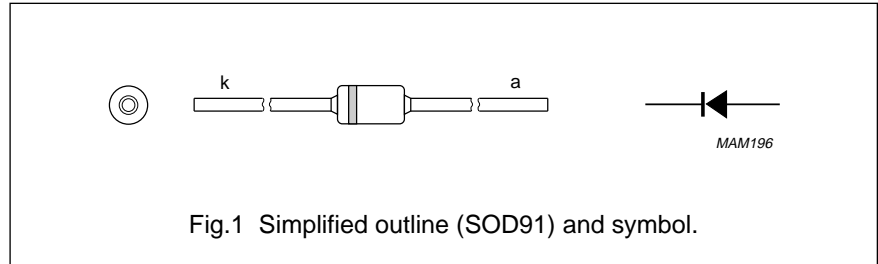 k
a
MAM196
Fig.1 Simplified outline (SOD91) and symbol.